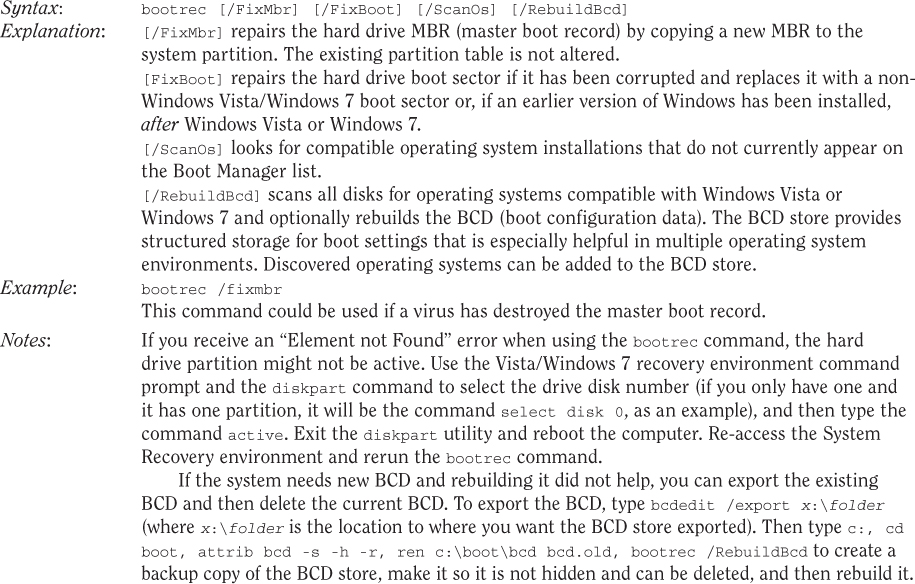 Syntax: bootrec [/FixMbr] [/FixBoot] [/ScanOs] [/RebuildBcd]
Explanation: [/FixMbr] repairs the hard drive MBR (master boot record) by copying a new MBR to the
system partition. The existing partition table is not altered.
[FixBoot] repairs the hard drive boot sector if it has been corrupted and replaces it with a non-
Windows Vista/Windows 7 boot sector or, if an earlier version of Windows has been installed,
after Windows Vista or Windows 7.
[/ScanOs] looks for compatible operating system installations that do not currently appear on
the Boot Manager list.
[/RebuildBcd] scans all disks for operating systems compatible with Windows Vista or
Windows 7 and optionally rebuilds the BCD (boot configuration data). The BCD store provides
structured storage for boot settings that is especially helpful in multiple operating system
environments. Discovered operating systems can be added to the BCD store.
Example: bootrec /fixmbr
This command could be used if a virus has destroyed the master boot record.
Notes: If you receive an “Element not Found” error when using the bootrec command, the hard
drive partition might not be active. Use the Vista/Windows 7 recovery environment command
prompt and the diskpart command to select the drive disk number (if you only have one and
it has one partition, it will be the command select disk 0, as an example), and then type the
command active. Exit the diskpart utility and reboot the computer. Re-access the System
Recovery environment and rerun the bootrec command.
If the system needs new BCD and rebuilding it did not help, you can export the existing
BCD and then delete the current BCD. To export the BCD, type bcdedit /export x:\folder
(where x:\folder is the location to where you want the BCD store exported). Then type c:, cd
boot, attrib bcd -s -h -r, ren c:\boot\bcd bcd.old, bootrec /RebuildBcd to create a
backup copy of the BCD store, make it so it is not hidden and can be deleted, and then rebuild it.